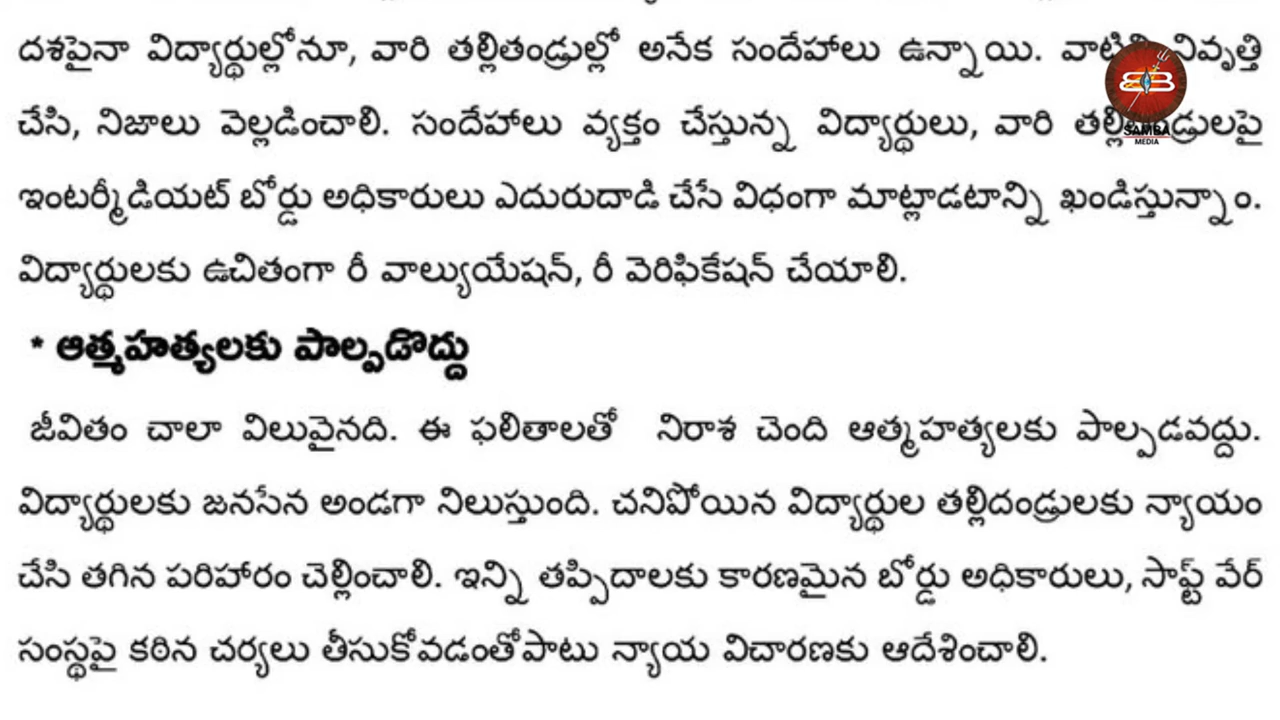 దశపైనా విద్యార్థుల్లోనూ, వారి తల్లితండ్రుల్లో అనేక సందేహాలు ఉన్నాయి.
చేసి, నిజాలు వెల్లడించాలి. సందేహాలు వ్యక్తం చేస్తున్న విద్యార్థులు, వారి
SAMBA
MEDIA
ఇంటర్మీడియట్ బోర్డు అధికారులు ఎదురుదాడి చేసే విధంగా మాట్లాడటాన్ని ఖండిస్తున్నాం.
విద్యార్థులకు ఉచితంగా రీ వాల్యుయేషన్, రీ వెరిఫికేషన్ చేయాలి.
* ఆత్మహత్యలకు పాల్పడొద్దు
జీవితం చాలా విలువైనది. ఈ ఫలితాలతో నిరాశ చెంది ఆత్మహత్యలకు పాల్పడవద్దు.
విద్యార్థులకు జనసేన అండగా నిలుస్తుంది. చనిపోయిన విద్యార్థుల తల్లిదండ్రులకు న్యాయం
చేసి తగిన పరిహారం చెల్లించాలి. ఇన్ని తప్పిదాలకు కారణమైన బోర్డు అధికారులు, సాఫ్ట్ వేర్
సంస్థపై కఠిన చర్యలు తీసుకోవడంతోపాటు న్యాయ విచారణకు ఆదేశించాలి.